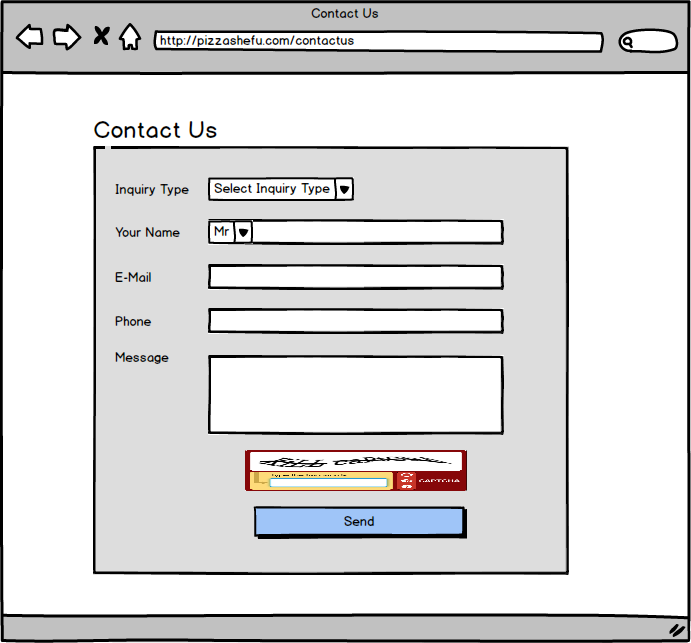 Contact Us
http://pizzashefu.com/contactus
Contact Us
Inquiry Type Select Inquiry Type
Your Name Mr
E-Mail
Phone
Message
CAPTCHA
Send